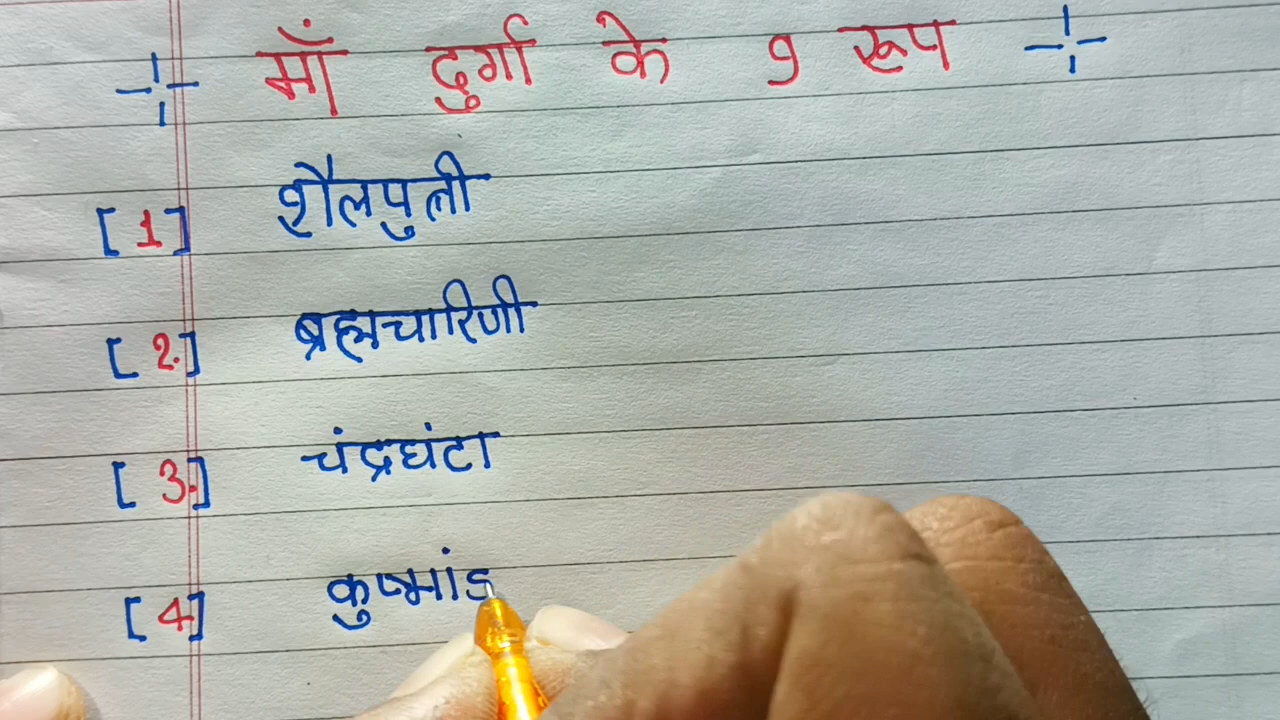 माँ दुर्गा के 9 रूप
[1] शैलपुत्री
[2.] ब्रह्मचारिणी
[3.] चंद्रघंटा
[4] कुष्मांड